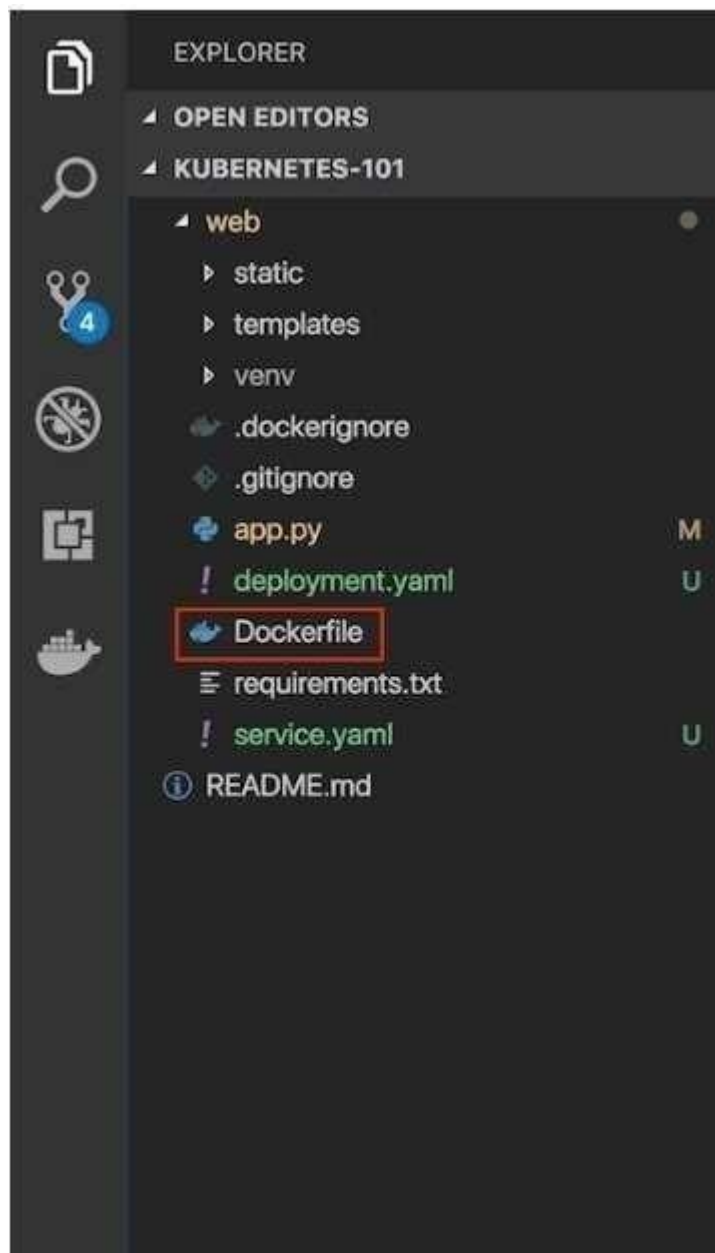 EXPLORER
OPEN EDITORS
KUBERNETES-101
web
static
templates
4
venv
.dockerignore
.gitignore
app.py M
deployment.yaml U
Dockerfile
requirements.txt
service.yaml U
README.md